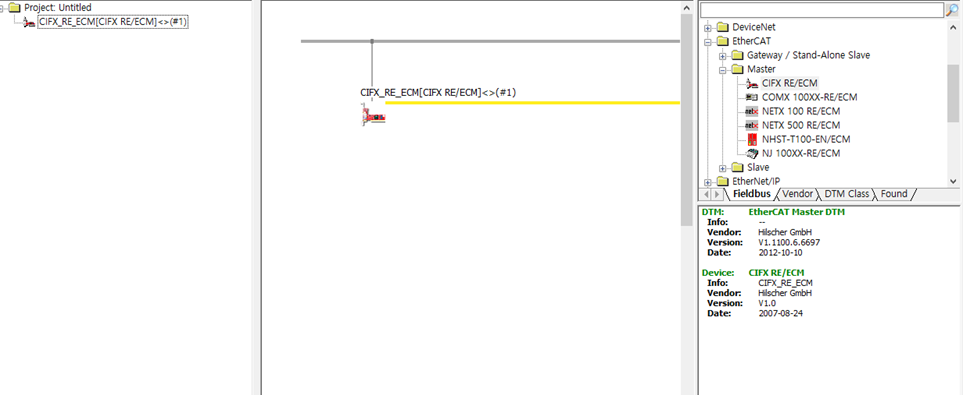 Project: Untitled
CIFX_RE_ECM[CIFX RE/ECM]<>(#1)
CIFX_RE_ECM[CIFX RE/ECM]<>(#1)
DeviceNet
EtherCAT
Gateway / Stand-Alone Slave
Master
CIFX RE/ECM
COMX 100XX-RE/ECM
NETX 100 RE/ECM
NETX 500 RE/ECM
NHST-T100-EN/ECM
NJ 100XX-RE/ECM
Slave
EtherNet/IP
Fieldbus Vendor DTM Class Found
DTM: EtherCAT Master DTM
Info: --
Vendor: Hilscher GmbH
Version: V1.1100.6.6697
Date: 2012-10-10
Device: CIFX RE/ECM
Info: CIFX_RE_ECM
Vendor: Hilscher GmbH
Version: V1.0
Date: 2007-08-24